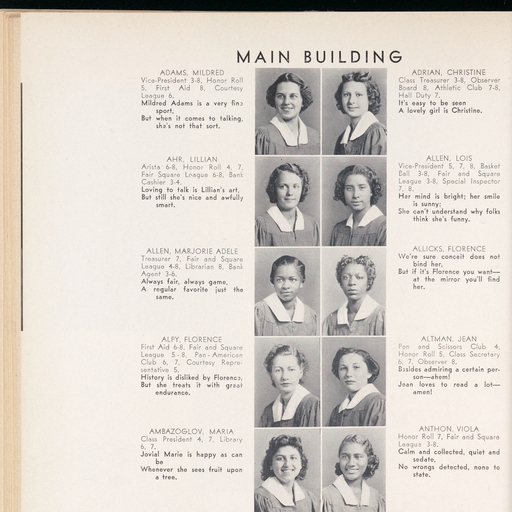 MAIN BUILDING
ADAMS, MILDRED
Vice-President 3-8, Honor Roll
5, First Aid 8, Courtesy
League 6.
Mildred Adams is a very fine
sport,
But when it comes to talking,
she's not that sort.
ADRIAN, CHRISTINE
Class Treasurer 3-8, Observer
Board 8, Athletic Club 7-8,
Hall Duty 7.
It's easy to be seen
A lovely girl is Christine.
AHR, LILLIAN
Arista 6-8, Honor Roll 4, 7,
Fair Square League 6-8, Bank
Cashier 3-4.
Loving to talk is Lillian's art,
But still she's nice and awfully
smart.
ALLEN, LOIS
Vice-President 5, 7, 8, Basket
Ball 3-8, Fair and Square
League 3-8, Special Inspector
7, 8.
Her mind is bright; her smile
is sunny;
She can't understand why folks
think she's funny.
ALLEN, MARJORIE ADELE
Treasurer 7, Fair and Square
League 4-8, Librarian 8, Bank
Agent 3-6.
Always fair, always game,
A regular favorite just the
same.
ALLICKS, FLORENCE
We're sure conceit does not
bind her,
But if it's Florence you want—
at the mirror you'll find
her.
ALPY, FLORENCE
First Aid 6-8, Fair and Square
League 5-8, Pan-American
Club 6, 7, Courtesy Repre-
sentative 5.
History is disliked by Florence,
But she treats it with great
endurance.
ALTMAN, JEAN
Pen and Scissors Club 4,
Honor Roll 5, Class Secretary
6, 7, Observer 8.
Besides admiring a certain per-
son—ahem!
Jean loves to read a lot—
amen!
AMBAZOGLOV, MARIA
Class President 4, 7, Library
6, 7.
Jovial Marie is happy as can
be
Whenever she sees fruit upon
a tree.
ANTHON, VIOLA
Honor Roll 7, Fair and Square
League 3-8.
Calm and collected, quiet and
sedate,
No wrongs detected, none to
state.